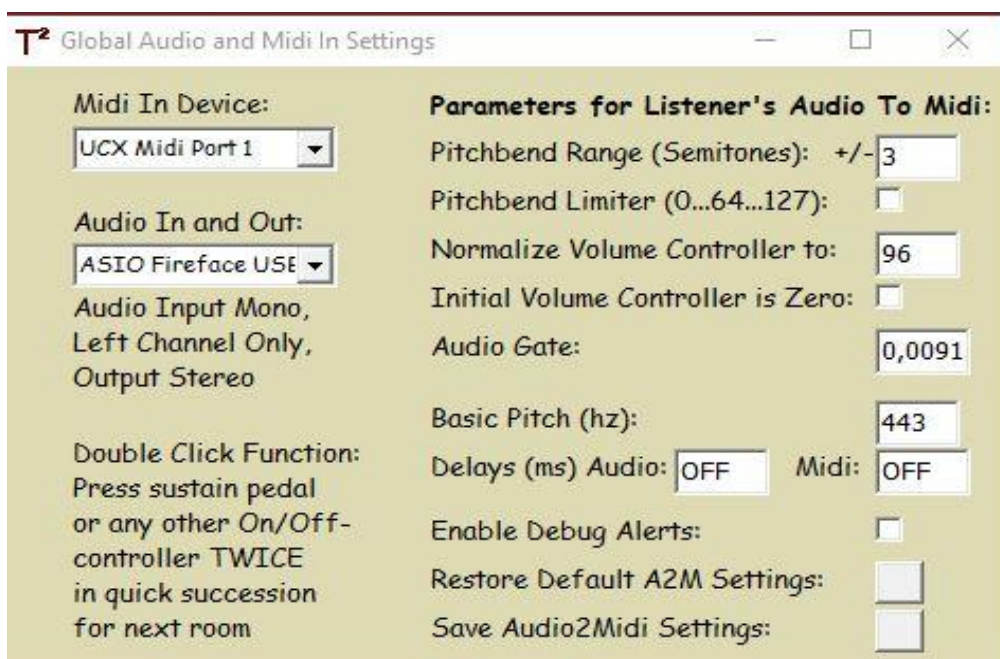 T² Global Audio and Midi In Settings
Midi In Device:
UCX Midi Port 1
Audio In and Out:
ASIO Fireface USE
Audio Input Mono,
Left Channel Only,
Output Stereo
Double Click Function:
Press sustain pedal
or any other On/Off-
controller TWICE
in quick succession
for next room
Parameters for Listener's Audio To Midi:
Pitchbend Range (Semitones): +/- 3
Pitchbend Limiter (0...64...127):
Normalize Volume Controller to: 96
Initial Volume Controller is Zero:
Audio Gate: 0,0091
Basic Pitch (hz): 443
Delays (ms) Audio: OFF Midi: OFF
Enable Debug Alerts:
Restore Default A2M Settings:
Save Audio2Midi Settings: